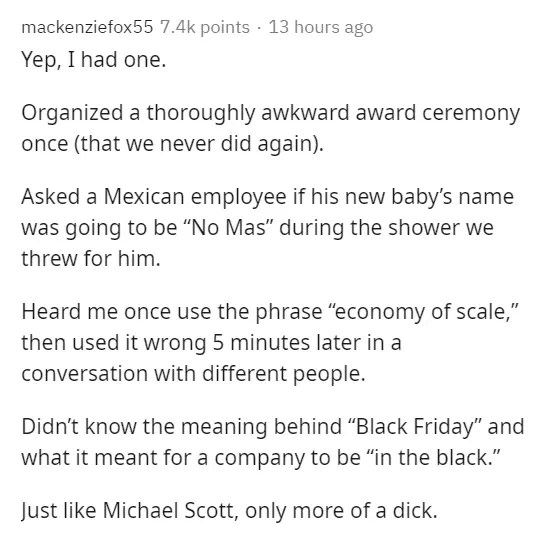 mackenziefox55 7.4k points · 13 hours ago
Yep, I had one.
Organized a thoroughly awkward award ceremony
once (that we never did again).
Asked a Mexican employee if his new baby’s name
was going to be “No Mas” during the shower we
threw for him.
Heard me once use the phrase “economy of scale,”
then used it wrong 5 minutes later in a
conversation with different people.
Didn’t know the meaning behind “Black Friday” and
what it meant for a company to be “in the black.”
Just like Michael Scott, only more of a dick.